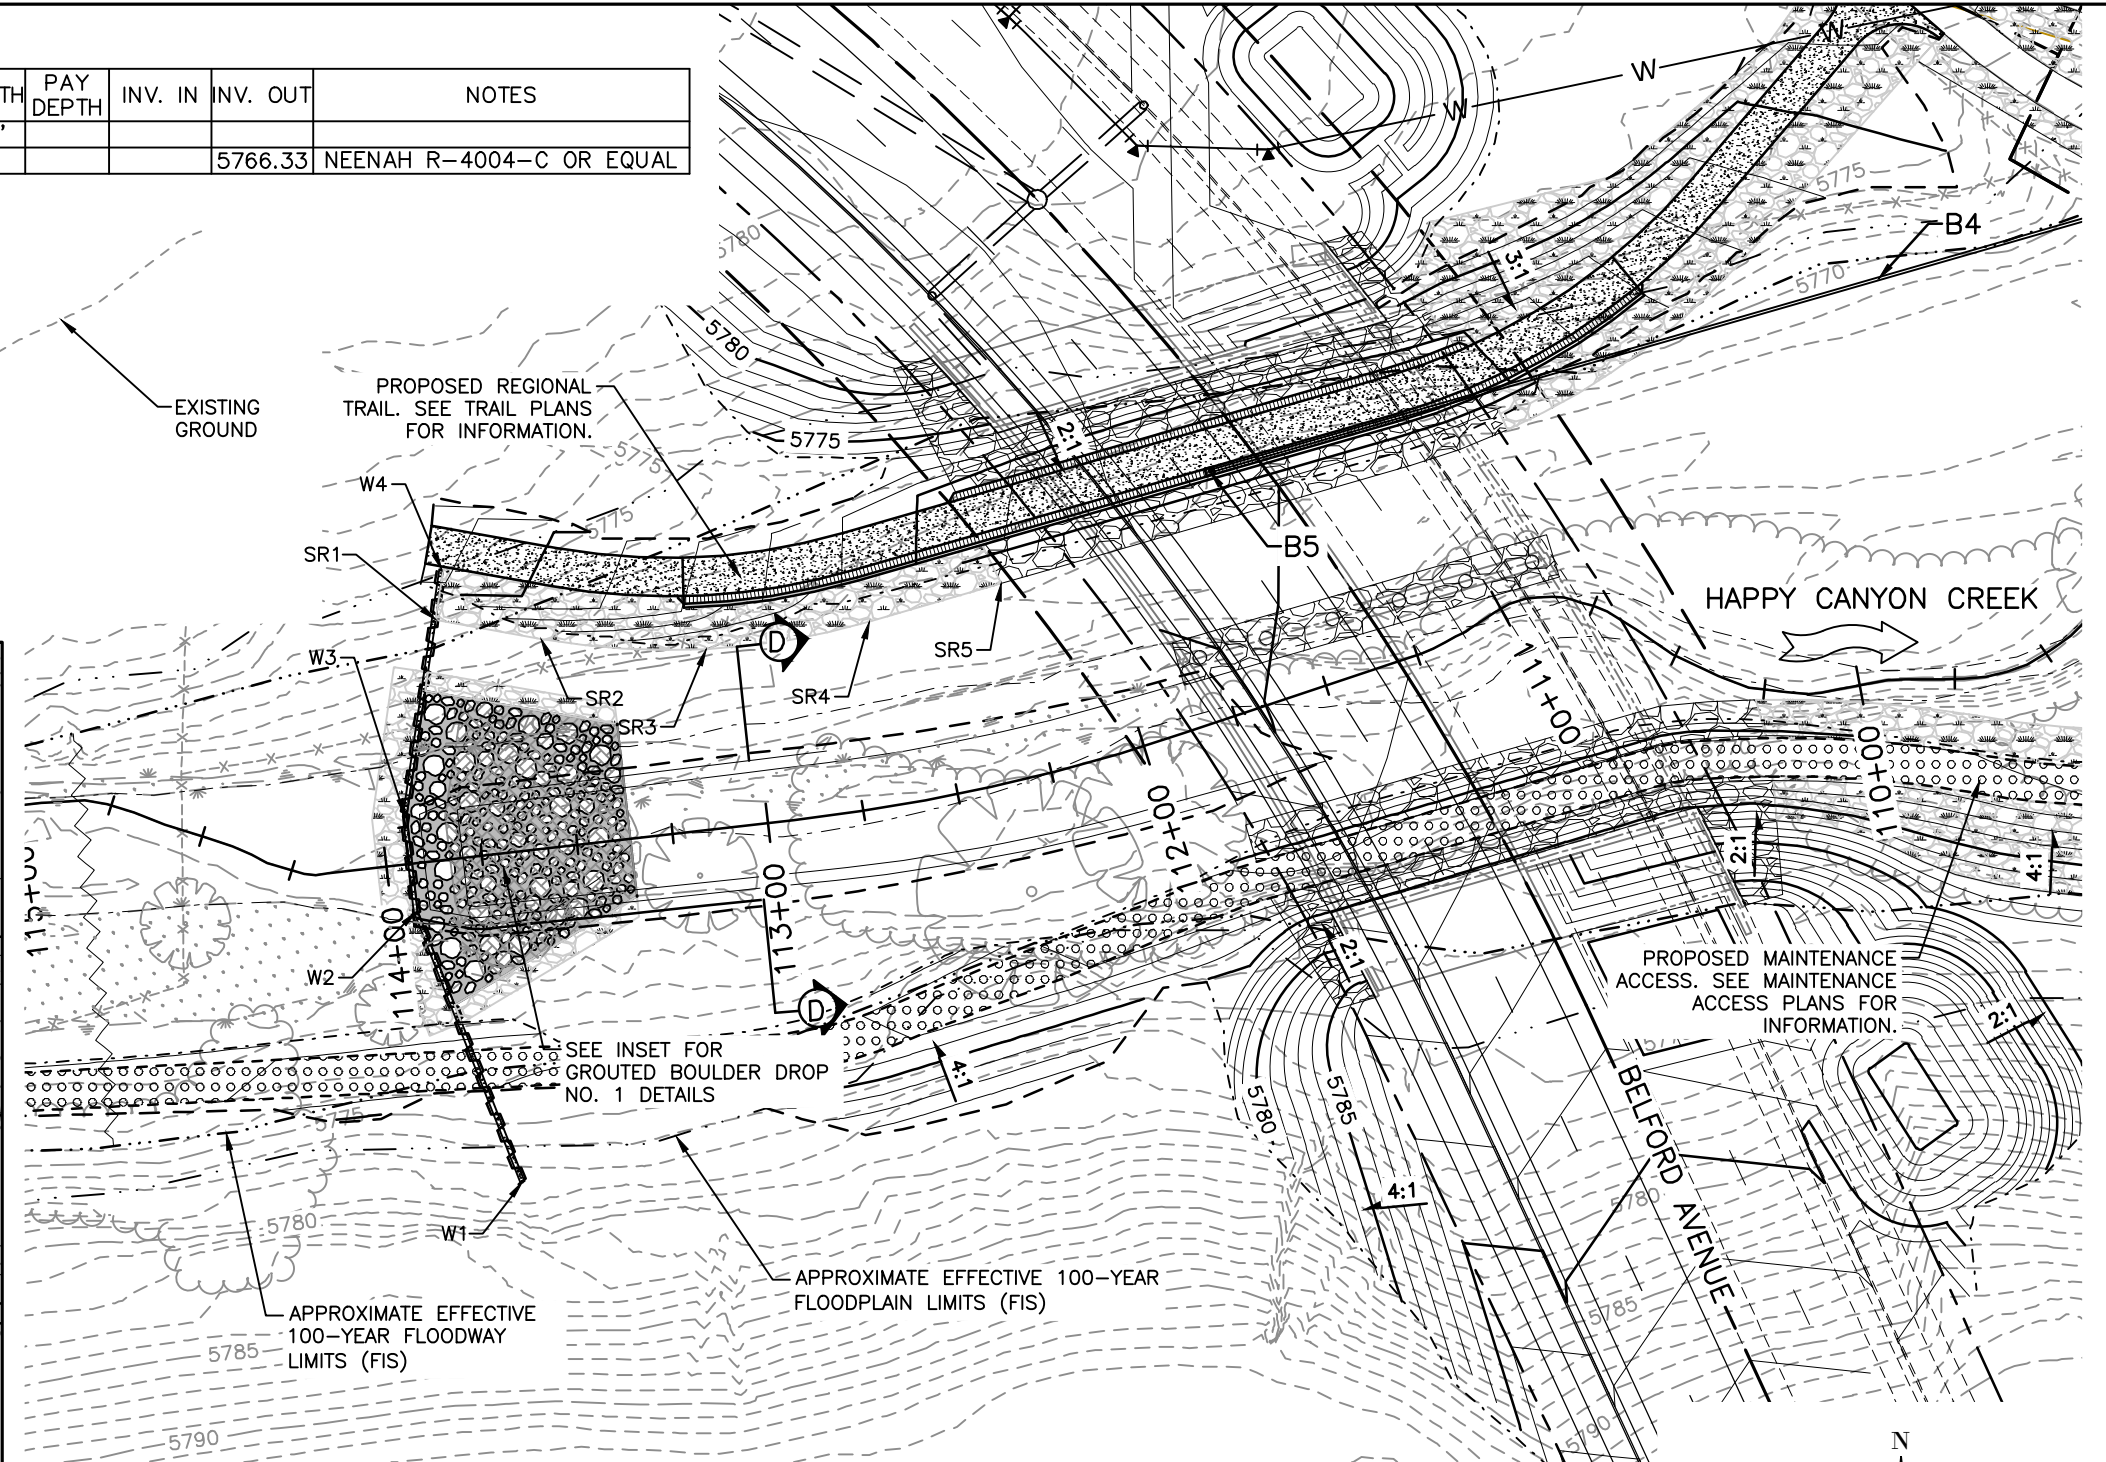 TH PAY DEPTH INV. IN INV. OUT NOTES
5766.33 NEENAH R-4004-C OR EQUAL
W
W
W
W
5775
B4
5780
3:1
5770
5780
EXISTING
GROUND
PROPOSED REGIONAL
TRAIL. SEE TRAIL PLANS
FOR INFORMATION.
5775
2:1
5775
W4
5775
SR1
B5
HAPPY CANYON CREEK
W3
D
SR5
SR2
SR4
SR3
111+00
110+00
112+00
113+00
114+00
115+00
2:1
4:1
W2
2:1
D
PROPOSED MAINTENANCE
ACCESS. SEE MAINTENANCE
ACCESS PLANS FOR
INFORMATION.
2:1
SEE INSET FOR
GROUTED BOULDER DROP
NO. 1 DETAILS
4:1
5775
5780
5785
BELFORD AVENUE
4:1
5780
5780
W1
APPROXIMATE EFFECTIVE 100-YEAR
FLOODPLAIN LIMITS (FIS)
APPROXIMATE EFFECTIVE
100-YEAR FLOODWAY
LIMITS (FIS)
5785
5785
5790
5790
N